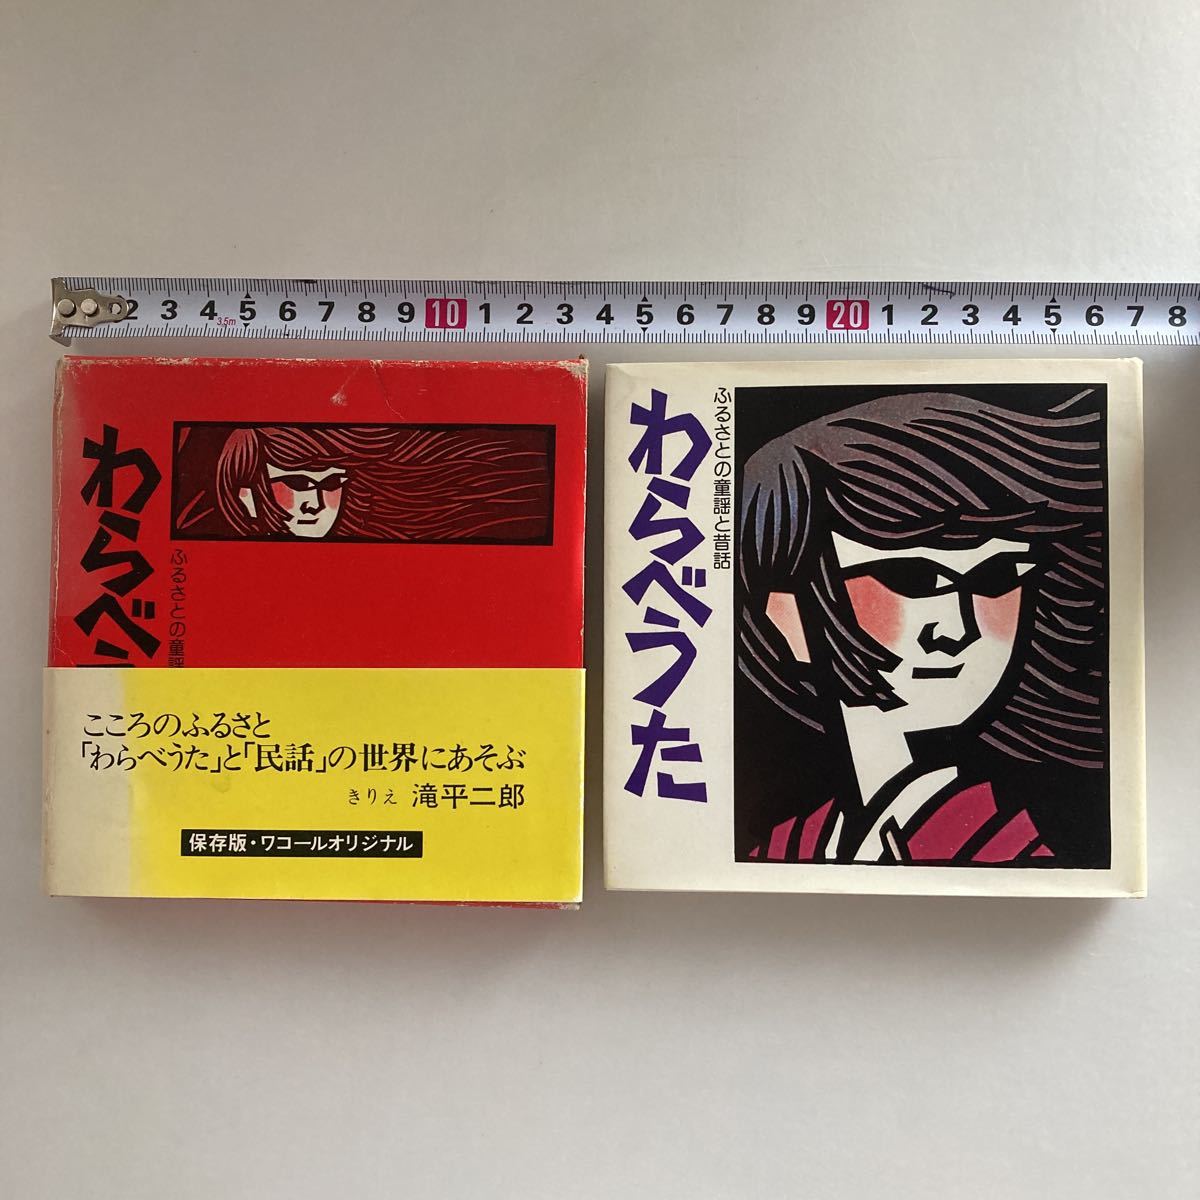 2 3 4 5 6 7 8 9 10 1 2 3 4 5 6 7 8 9 20 1 2 3 4 5 6 7 8
3.5m
わらべう
ふるさとの童謡
こころのふるさと
「わらべうた」と「民話」の世界にあそぶ
きりえ 滝平二郎
保存版・ワコールオリジナル
わらべうた
ふるさとの童謡と昔話